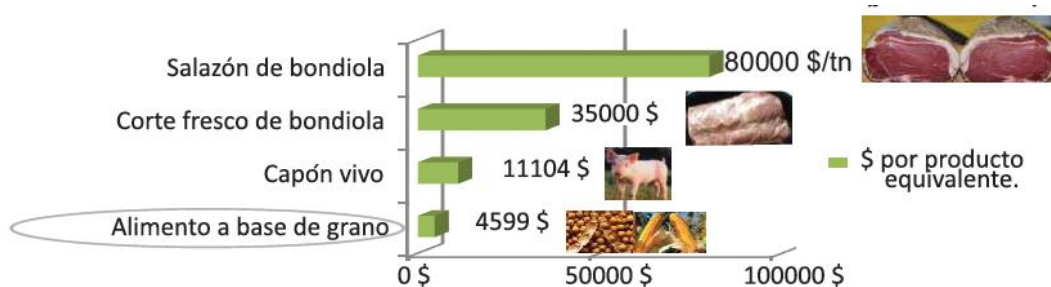 Salazón de bondiola
80000 $/tn
Corte fresco de bondiola
35000 $
Capón vivo
11104 $
Alimento a base de grano
4599 $
0 $
50000 $
100000 $
$ por producto
equivalente.